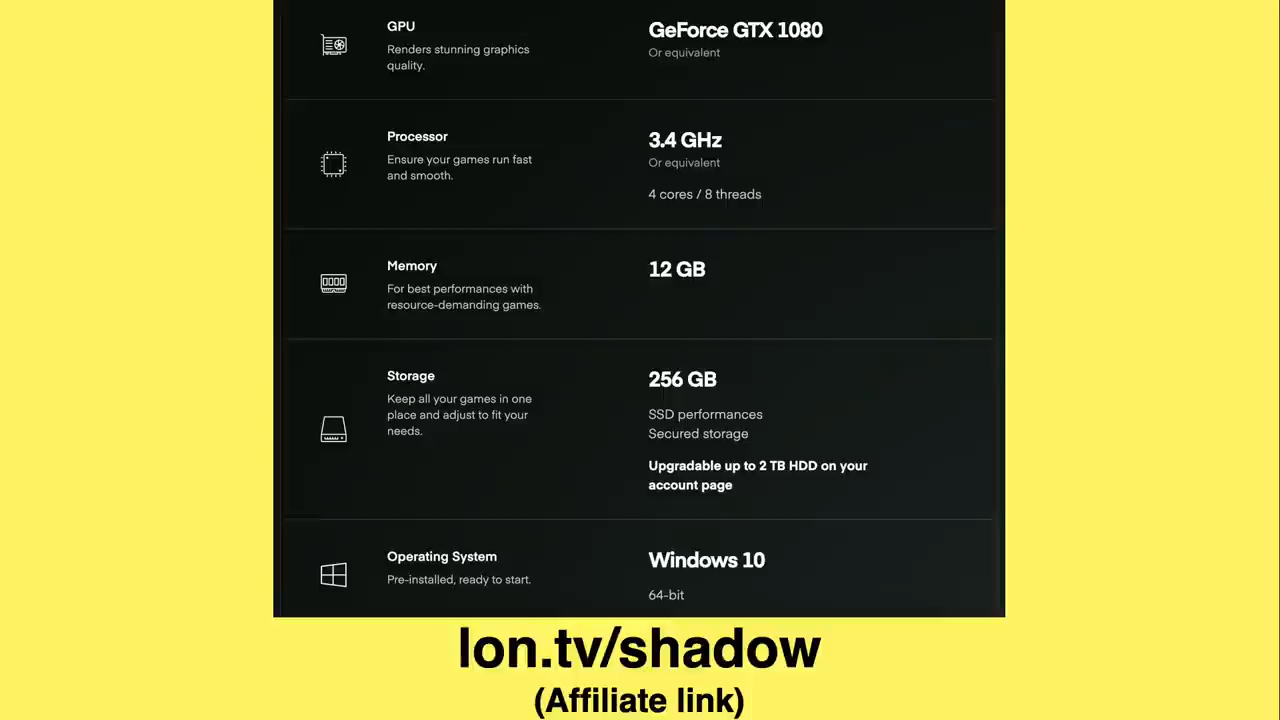 GPU
Renders stunning graphics
quality.
GeForce GTX 1080
Or equivalent
Processor
Ensure your games run fast
and smooth.
3.4 GHz
Or equivalent
4 cores / 8 threads
Memory
For best performances with
resource-demanding games.
12 GB
Storage
Keep all your games in one
place and adjust to fit your
needs.
256 GB
SSD performances
Secured storage
Upgradable up to 2 TB HDD on your
account page
Operating System
Pre-installed, ready to start.
Windows 10
64-bit
lon.tv/shadow
(Affiliate link)